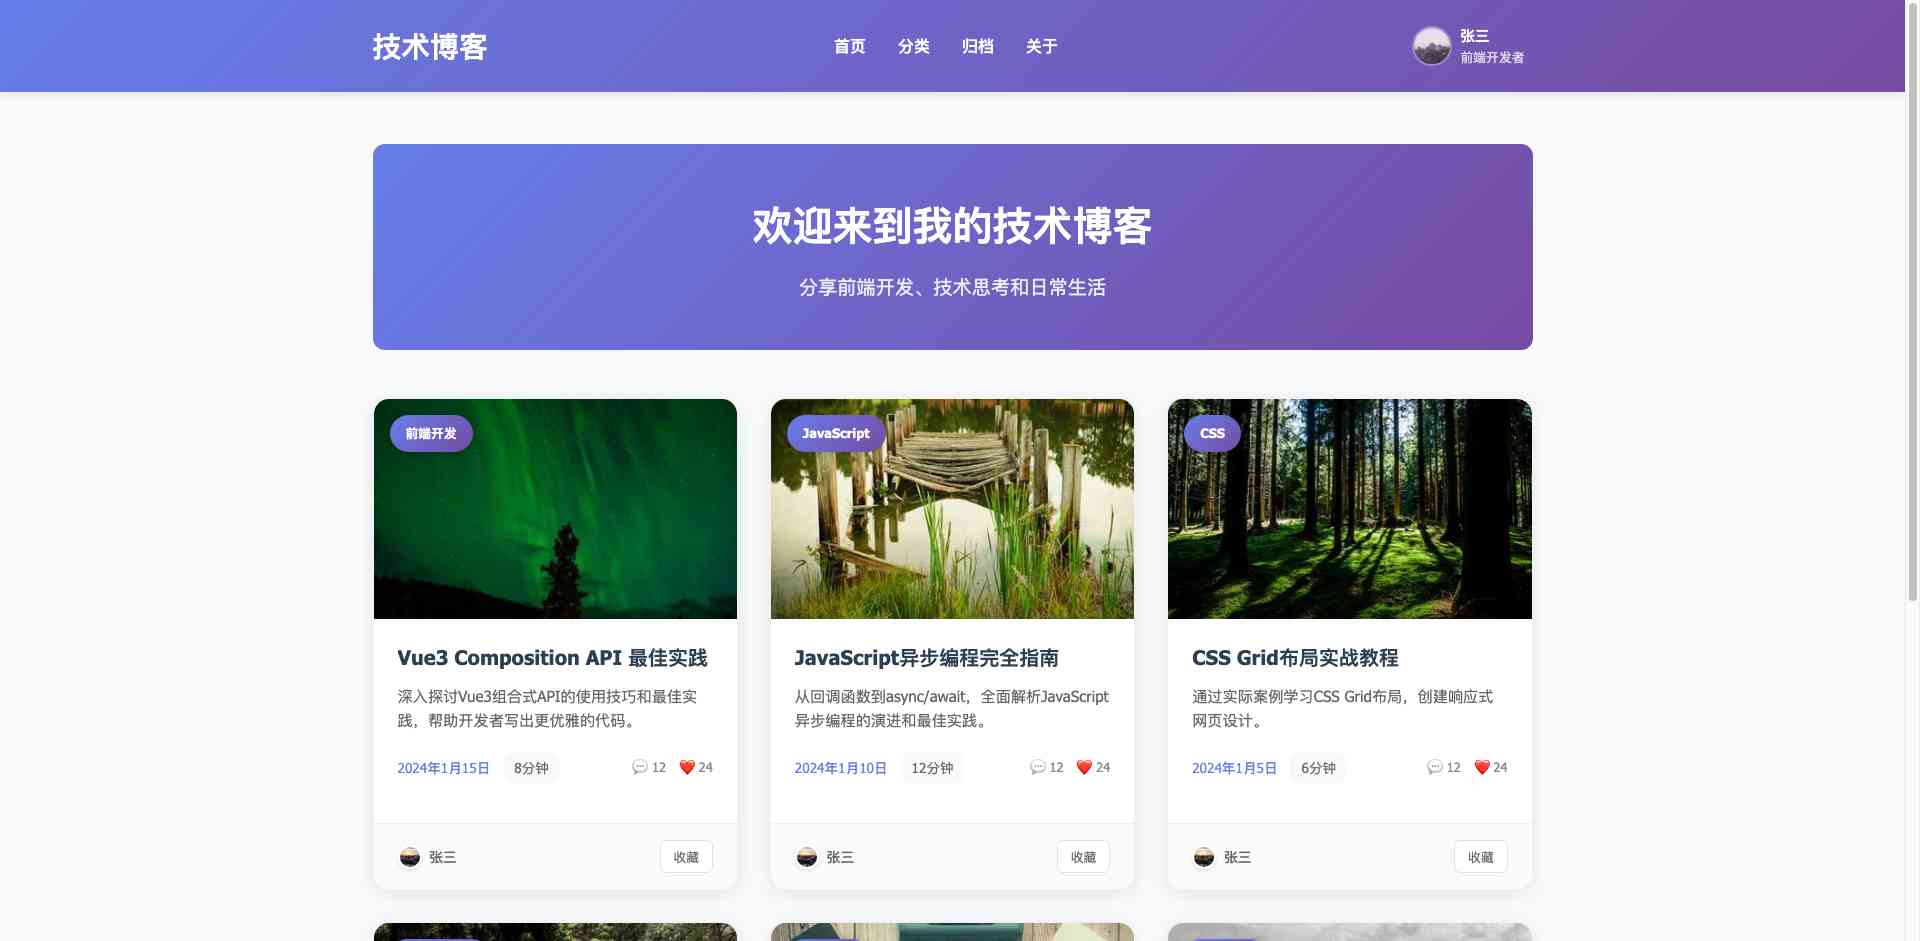 技术博客
首页 分类 归档 关于
张三
前端开发者
欢迎来到我的技术博客
分享前端开发、技术思考和日常生活
前端开发
Vue3 Composition API 最佳实践
深入探讨Vue3组合式API的使用技巧和最佳实
践，帮助开发者写出更优雅的代码。
2024年1月15日 8分钟 12 24
张三 收藏
JavaScript
JavaScript异步编程完全指南
从回调函数到async/await，全面解析JavaScript
异步编程的演进和最佳实践。
2024年1月10日 12分钟 12 24
张三 收藏
CSS
CSS Grid布局实战教程
通过实际案例学习CSS Grid布局，创建响应式
网页设计。
2024年1月5日 6分钟 12 24
张三 收藏